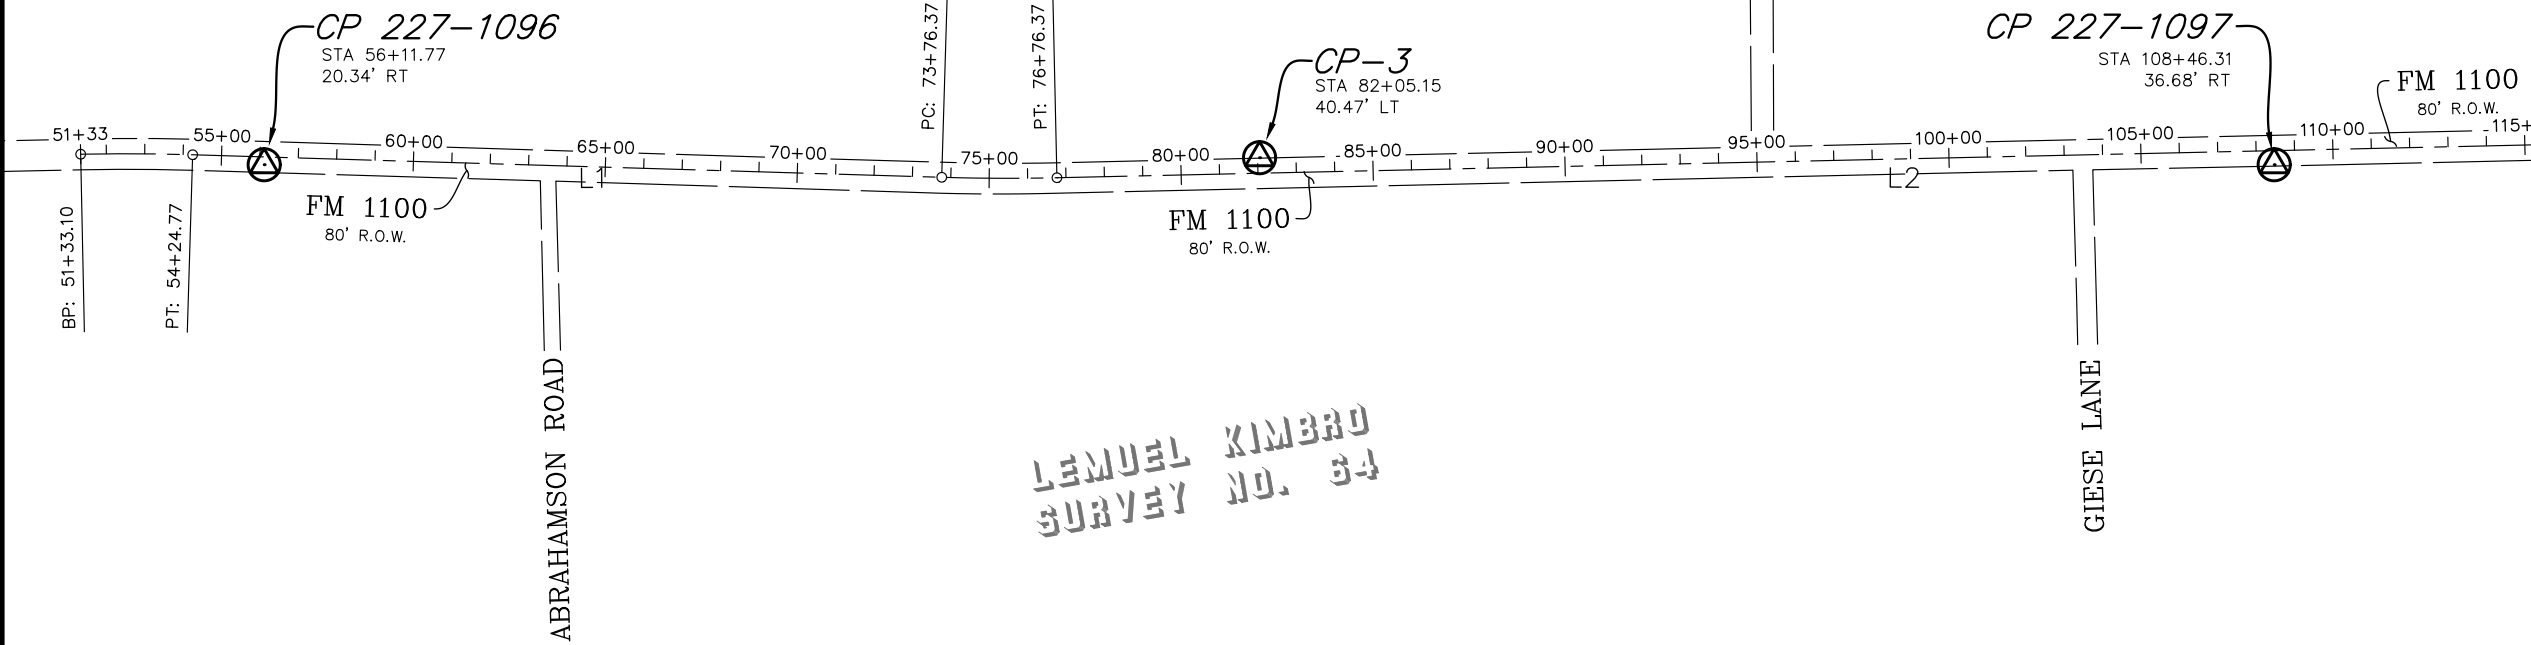 CP 227-1096
STA 56+11.77
20.34' RT
PC: 73+76.37
PT: 76+76.37
CP-3
STA 82+05.15
40.47' LT
CP 227-1097
STA 108+46.31
36.68' RT
FM 1100
80' R.O.W.
51+33
55+00
60+00
65+00
70+00
75+00
80+00
85+00
90+00
95+00
100+00
105+00
110+00
115+
L1
L2
BP: 51+33.10
PT: 54+24.77
FM 1100
80' R.O.W.
FM 1100
80' R.O.W.
ABRAHAMSON ROAD
GIESE LANE
LEMUEL KIMBRO
SURVEY NO. 64